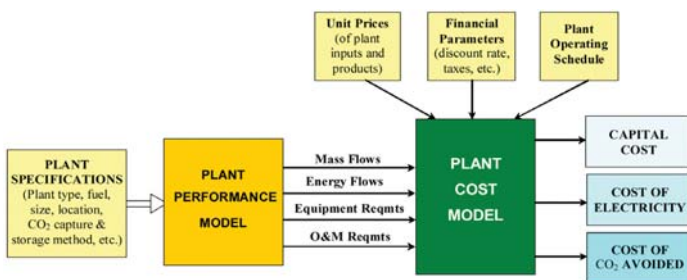 Unit Prices
(of plant
inputs and
products)
Financial
Parameters
(discount rate,
taxes, etc.)
Plant
Operating
Schedule
PLANT
SPECIFICATIONS
(Plant type, fuel,
size, location,
CO₂ capture &
storage method, etc.)
PLANT
PERFORMANCE
MODEL
Mass Flows
Energy Flows
Equipment Reqmts
O&M Reqmts
PLANT
COST
MODEL
CAPITAL
COST
COST OF
ELECTRICITY
COST OF
CO₂ AVOIDED